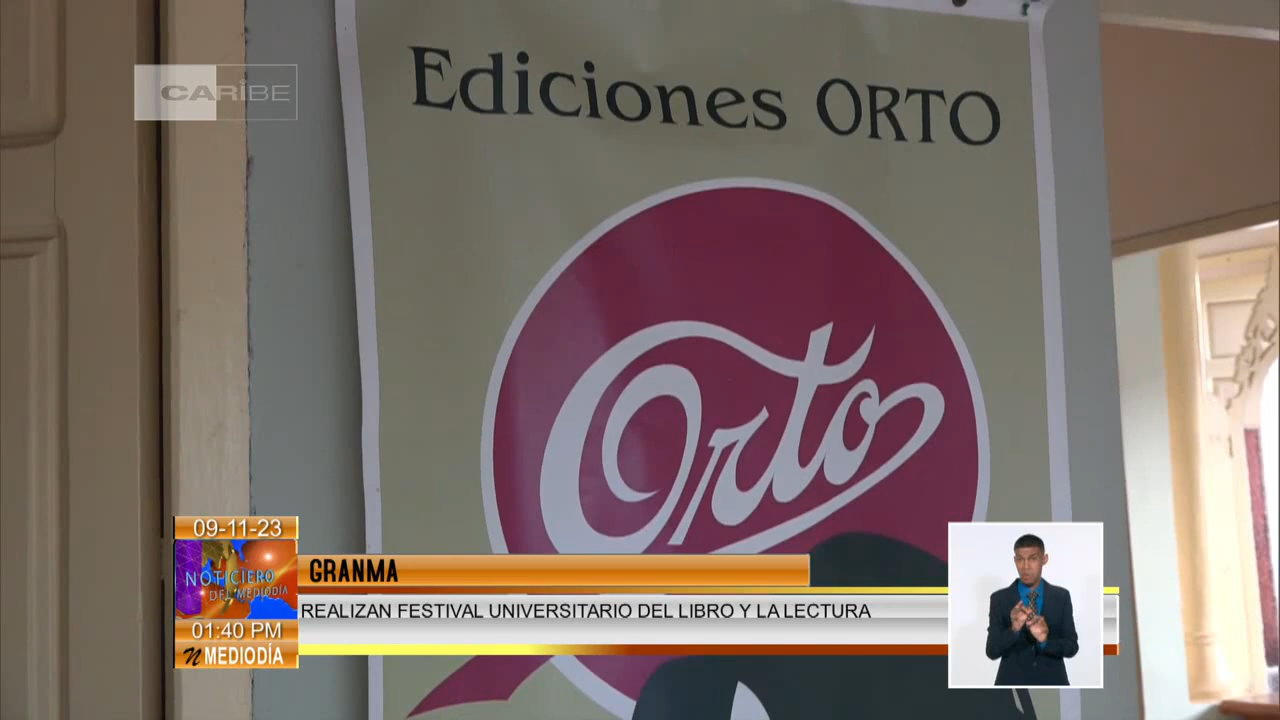 CARIBE
Ediciones ORTO
Orto
09-11-23
NOTICIERO
DEL MEDIODÍA
01:40 PM
MEDIODÍA
GRANMA
REALIZAN FESTIVAL UNIVERSITARIO DEL LIBRO Y LA LECTURA